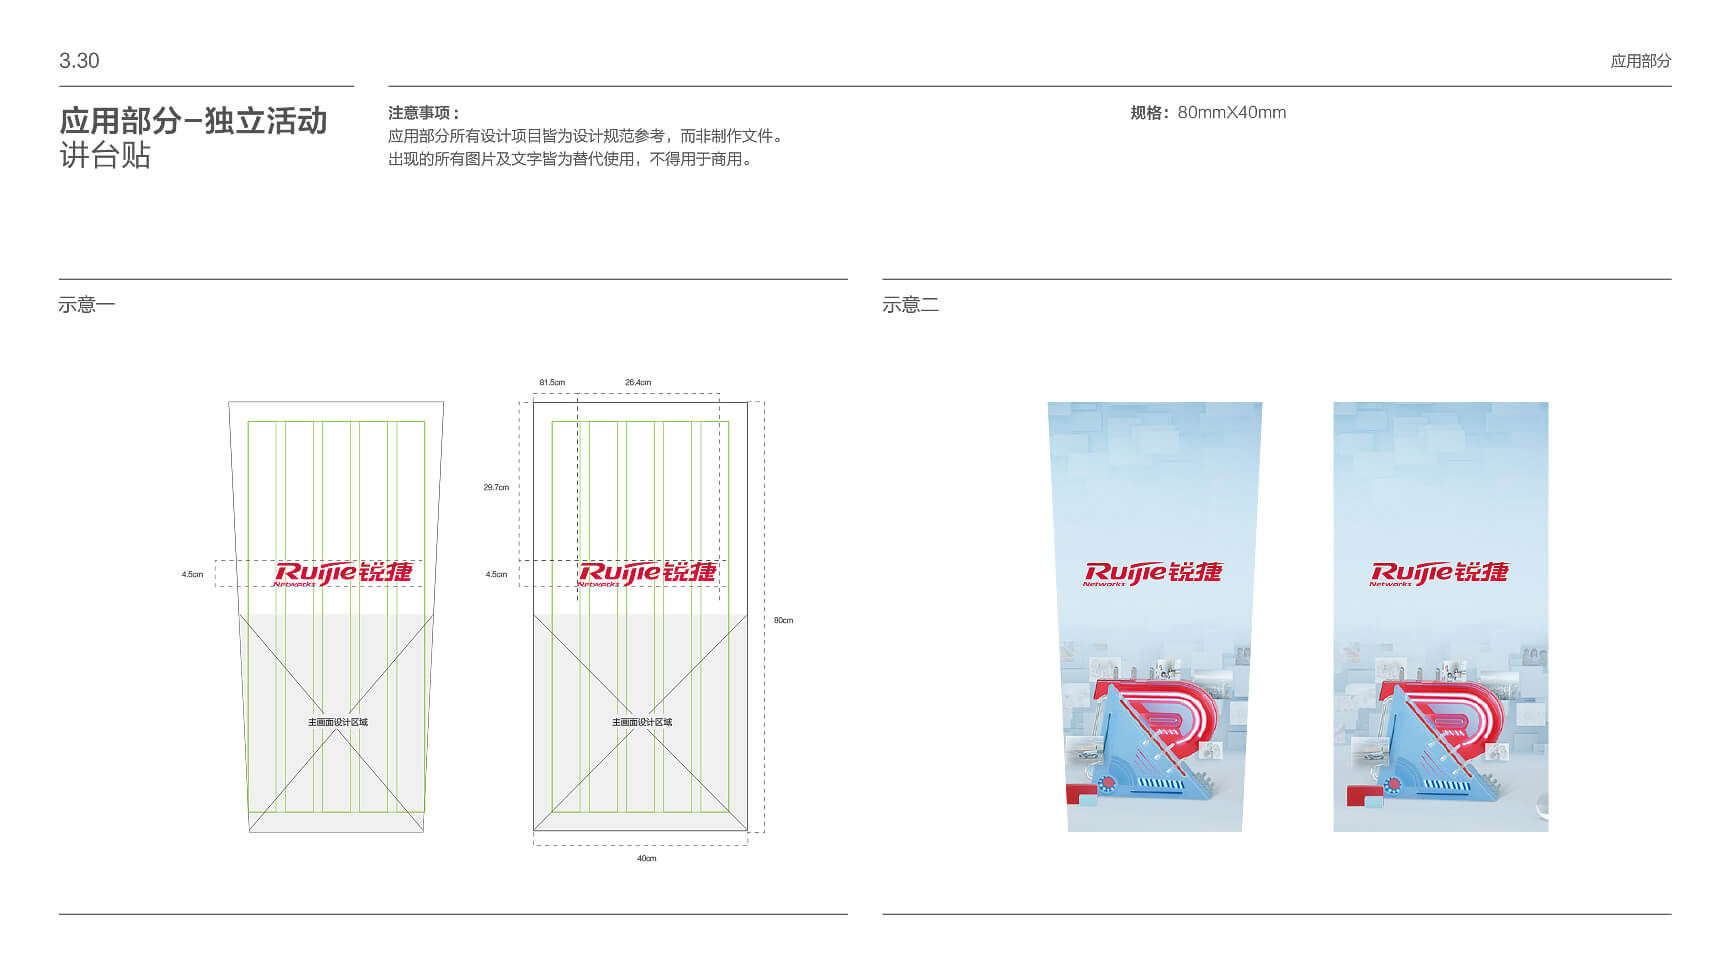 3.30
应用部分
应用部分–独立活动
讲台贴
注意事项：
应用部分所有设计项目皆为设计规范参考，而非制作文件。
出现的所有图片及文字皆为替代使用，不得用于商用。
规格：80mmX40mm
示意一
示意二
81.5cm 26.4cm
29.7cm
4.5cm
Ruijie锐捷
Networks
4.5cm
Ruijie锐捷
Networks
80cm
主画面设计区域
主画面设计区域
40cm
Ruijie锐捷
Networks
Ruijie锐捷
Networks